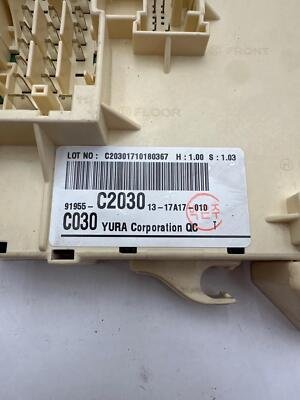 FRONT
FLOOR
LOT NO : C20301710180367 H : 1.00 S : 1.03
91955- C2030 13-17A17-010
C030 YURA Corporation QC T